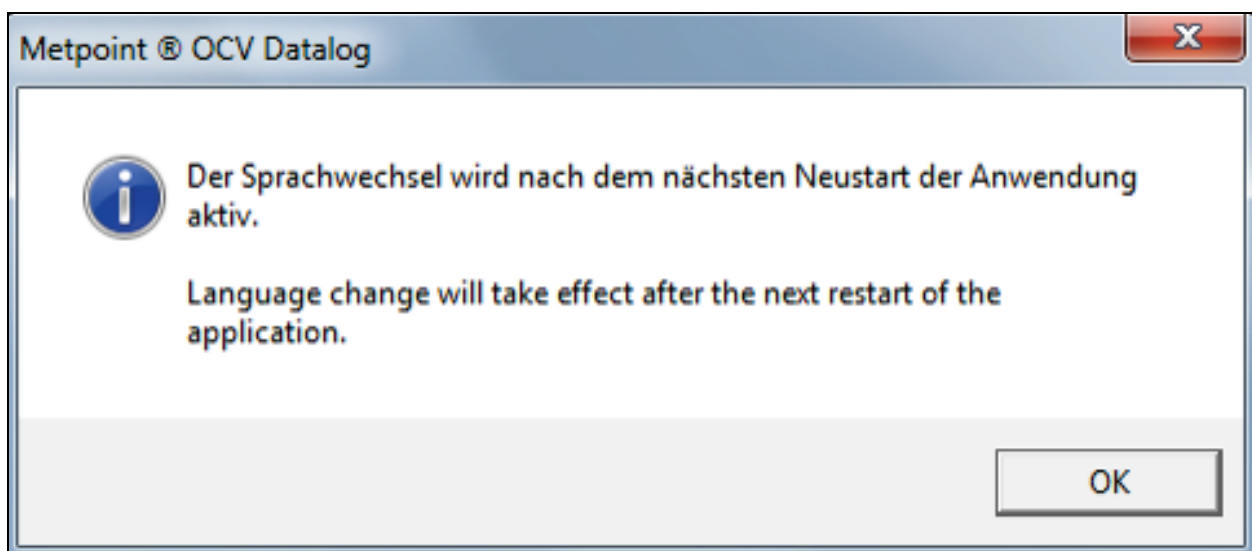 Metpoint ® OCV Datalog
Der Sprachwechsel wird nach dem nächsten Neustart der Anwendung
aktiv.
Language change will take effect after the next restart of the
application.
OK